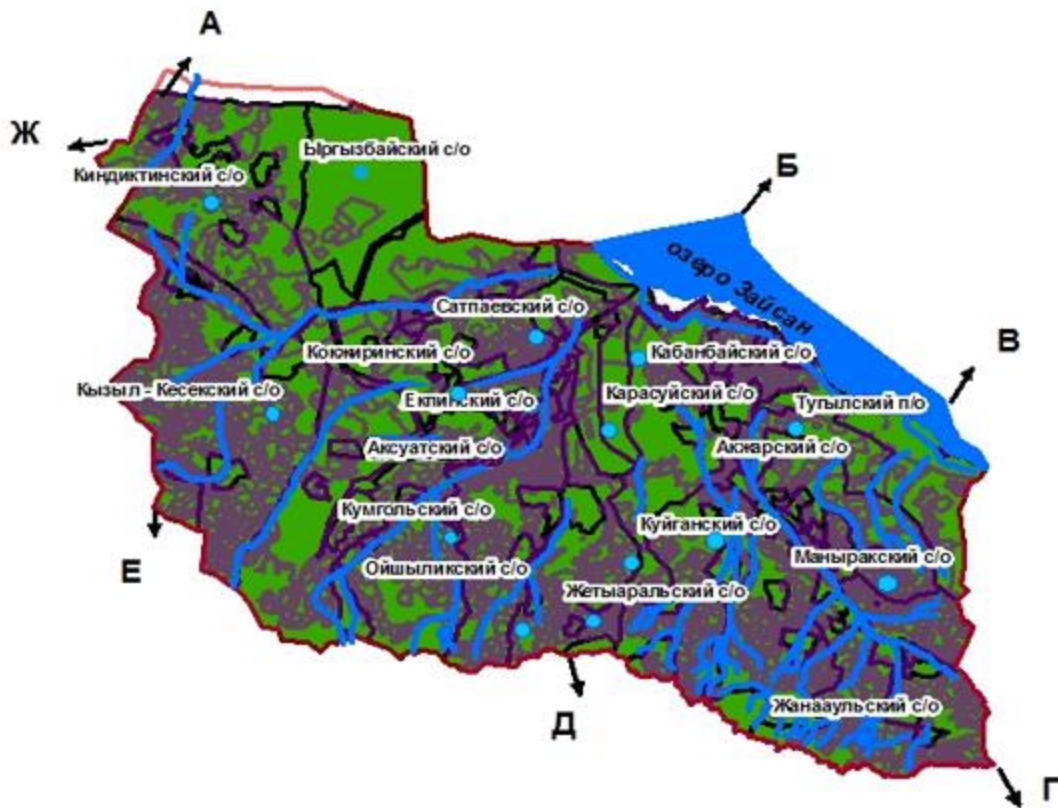 А
Ж
Ыргызбайский с/о
Киндиктинский с/о
Б
озеро Зайсан
Сатпаевский с/о
Кокжиринский с/о
Кабанбайский с/о
В
Кызыл - Кесекский с/о
Екпинский с/о
Карасуйский с/о
Тугылский п/о
Аксуатский с/о
Акжарский с/о
Кумгольский с/о
Куйганский с/о
Маныракский с/о
Е
Ойшыликский с/о
Жетыаральский с/о
Жанааульский с/о
Д
Г